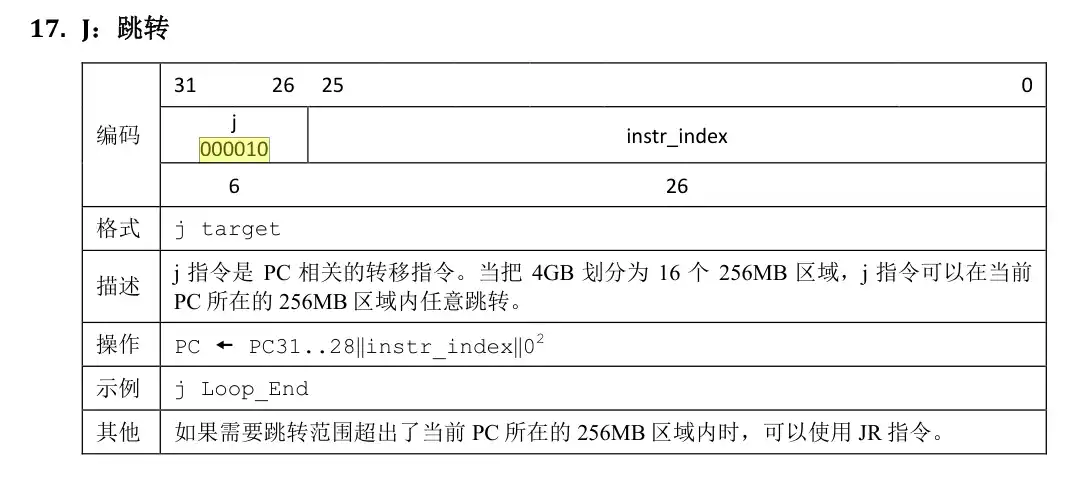 17. J：跳转
31 26 25 0
编码
j
000010
instr_index
6 26
格式 j target
描述 j 指令是 PC 相关的转移指令。当把 4GB 划分为 16 个 256MB 区域，j 指令可以在当前
PC 所在的 256MB 区域内任意跳转。
操作 PC ← PC31..28||instr_index||0²
示例 j Loop_End
其他 如果需要跳转范围超出了当前 PC 所在的 256MB 区域内时，可以使用 JR 指令。